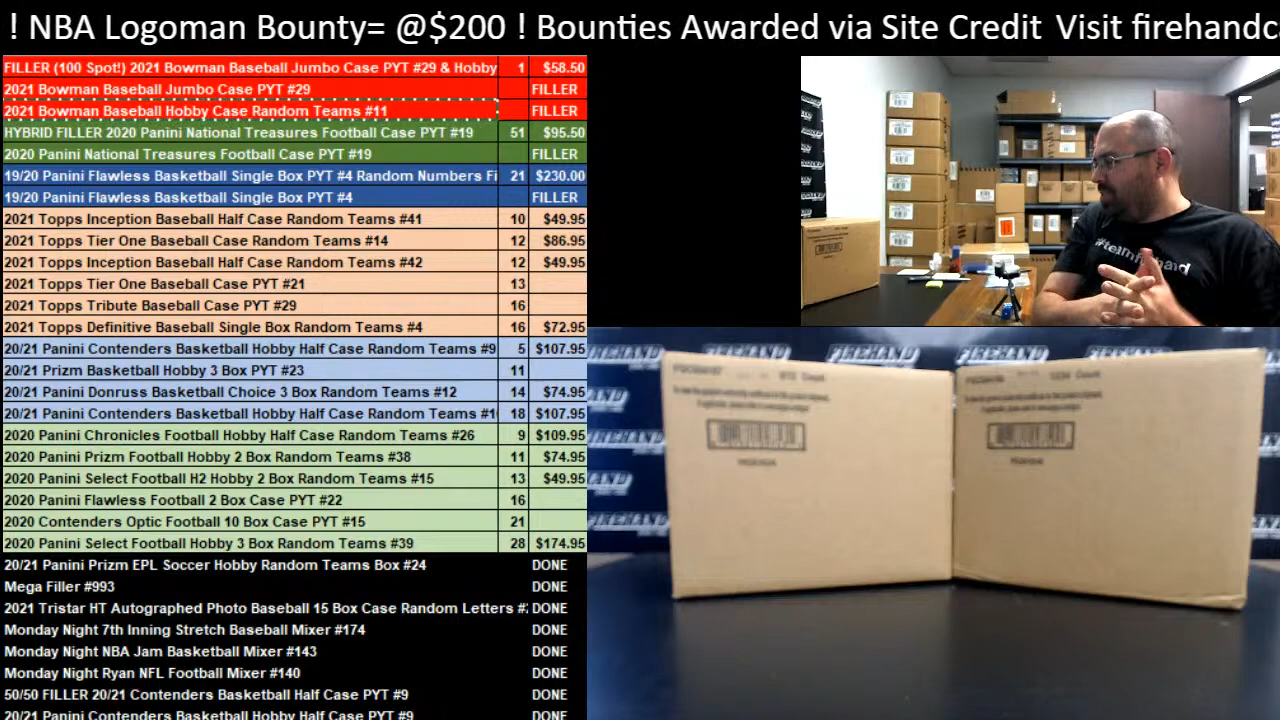 ! NBA Logoman Bounty= @$200 ! Bounties Awarded via Site Credit Visit firehandca
FILLER (100 Spot!) 2021 Bowman Baseball Jumbo Case PYT #29 & Hobby 1 $58.50
2021 Bowman Baseball Jumbo Case PYT #29 FILLER
2021 Bowman Baseball Hobby Case Random Teams #11 FILLER
HYBRID FILLER 2020 Panini National Treasures Football Case PYT #19 51 $95.50
2020 Panini National Treasures Football Case PYT #19 FILLER
19/20 Panini Flawless Basketball Single Box PYT #4 Random Numbers Fi 21 $230.00
19/20 Panini Flawless Basketball Single Box PYT #4 FILLER
2021 Topps Inception Baseball Half Case Random Teams #41 10 $49.95
2021 Topps Tier One Baseball Case Random Teams #14 12 $86.95
2021 Topps Inception Baseball Half Case Random Teams #42 12 $49.95
2021 Topps Tier One Baseball Case PYT #21 13
2021 Topps Tribute Baseball Case PYT #29 16
2021 Topps Definitive Baseball Single Box Random Teams #4 16 $72.95
20/21 Panini Contenders Basketball Hobby Half Case Random Teams #9 5 $107.95
20/21 Prizm Basketball Hobby 3 Box PYT #23 11
20/21 Panini Donruss Basketball Choice 3 Box Random Teams #12 14 $74.95
20/21 Panini Contenders Basketball Hobby Half Case Random Teams #1 18 $107.95
2020 Panini Chronicles Football Hobby Half Case Random Teams #26 9 $109.95
2020 Panini Prizm Football Hobby 2 Box Random Teams #38 11 $74.95
2020 Panini Select Football H2 Hobby 2 Box Random Teams #15 13 $49.95
2020 Panini Flawless Football 2 Box Case PYT #22 16
2020 Contenders Optic Football 10 Box Case PYT #15 21
2020 Panini Select Football Hobby 3 Box Random Teams #39 28 $174.95
20/21 Panini Prizm EPL Soccer Hobby Random Teams Box #24 DONE
Mega Filler #993 DONE
2021 Tristar HT Autographed Photo Baseball 15 Box Case Random Letters #2 DONE
Monday Night 7th Inning Stretch Baseball Mixer #174 DONE
Monday Night NBA Jam Basketball Mixer #143 DONE
Monday Night Ryan NFL Football Mixer #140 DONE
50/50 FILLER 20/21 Contenders Basketball Half Case PYT #9 DONE
20/21 Panini Contenders Basketball Hobby Half Case PYT #9 DONE
#teamfirehand
FIREHAND FIREHAND FIREHAND FIREHAND
FIREHAND
FIREHAND
FIREHAND